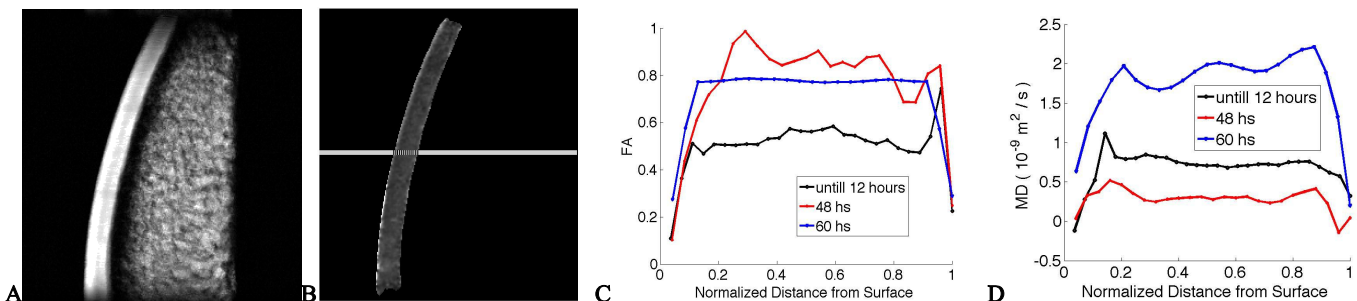 A
B
C
D
FA
1
0.8
0.6
0.4
0.2
0
untill 12 hours
48 hs
60 hs
0 0.2 0.4 0.6 0.8 1
Normalized Distance from Surface
MD ( 10⁻⁹ m² / s )
2.5
2
1.5
1
0.5
0
-0.5
untill 12 hours
48 hs
60 hs
0 0.2 0.4 0.6 0.8 1
Normalized Distance from Surface